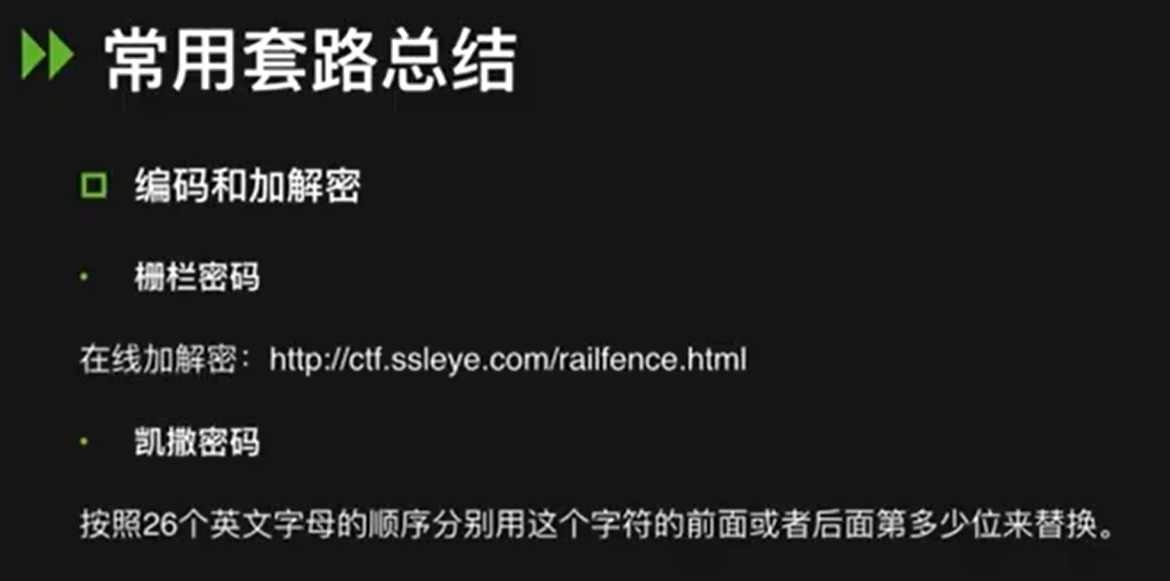 常用套路总结
编码和加解密
栅栏密码
在线加解密：http://ctf.ssleye.com/railfence.html
凯撒密码
按照26个英文字母的顺序分别用这个字符的前面或者后面第多少位来替换。